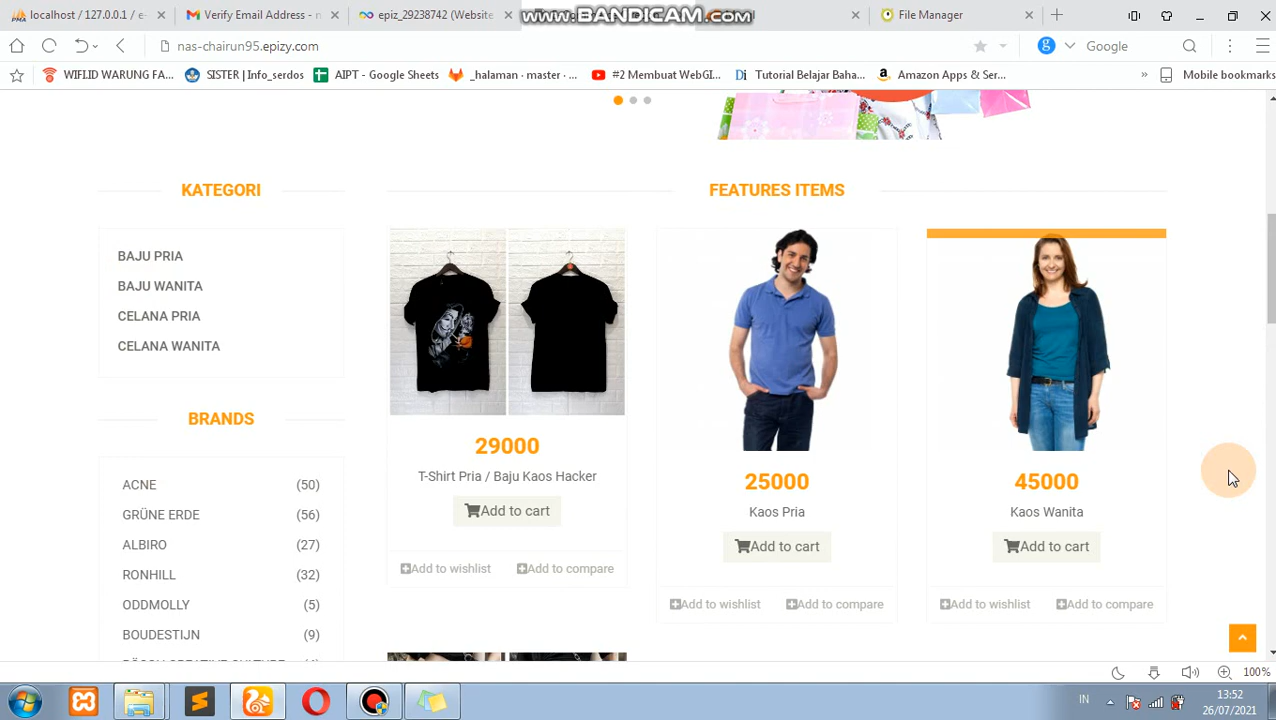 localhost / 127.0.0.1 / e-
Verify Email Address - n
epiz_29238742 (Websites
www.BANDICAM.com
File Manager
nas-chairun95.epizy.com
Google
WIFI.ID WARUNG FA...
SISTER | Info_serdos
AIPT - Google Sheets
_halaman · master · ...
#2 Membuat WebGI...
Tutorial Belajar Baha...
Amazon Apps & Ser...
Mobile bookmarks
KATEGORI
FEATURES ITEMS
BAJU PRIA
BAJU WANITA
CELANA PRIA
CELANA WANITA
BRANDS
ACNE (50)
GRÜNE ERDE (56)
ALBIRO (27)
RONHILL (32)
ODDMOLLY (5)
BOUDESTIJN (9)
29000
T-Shirt Pria / Baju Kaos Hacker
Add to cart
Add to wishlist
Add to compare
25000
Kaos Pria
Add to cart
Add to wishlist
Add to compare
45000
Kaos Wanita
Add to cart
Add to wishlist
Add to compare
100%
IN
13:52
26/07/2021